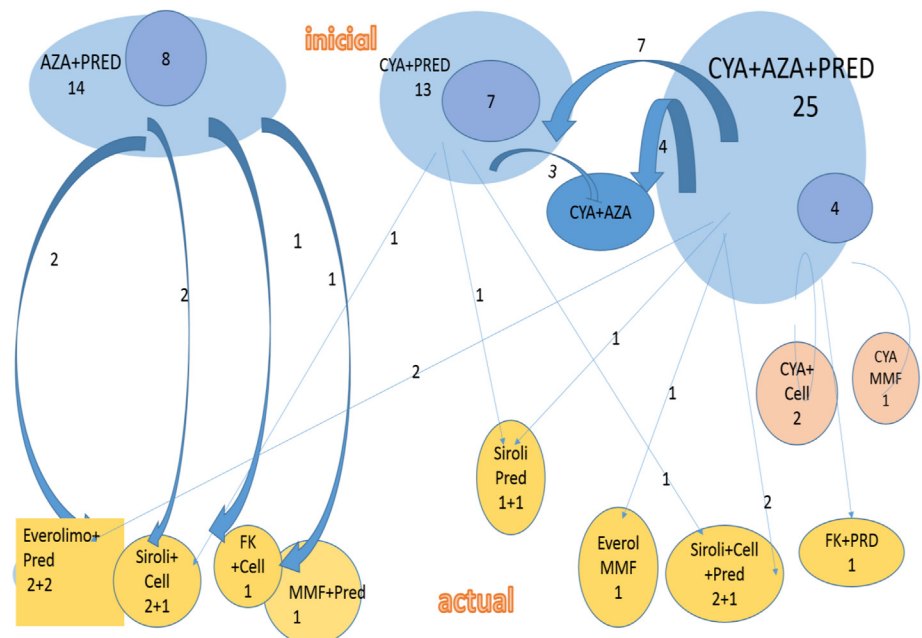 inicial
AZA+PRED
14
8
CYA+PRED
13
7
7
CYA+AZA+PRED
25
4
3
CYA+AZA
4
2
2
1
1
1
1
2
1
1
1
2
CYA+
Cell
2
CYA
MMF
1
Siroli
Pred
1+1
Everolimo+
Pred
2+2
Siroli+
Cell
2+1
FK
+Cell
1
MMF+Pred
1
Everol
MMF
1
Siroli+Cell
+Pred
2+1
FK+PRD
1
actual